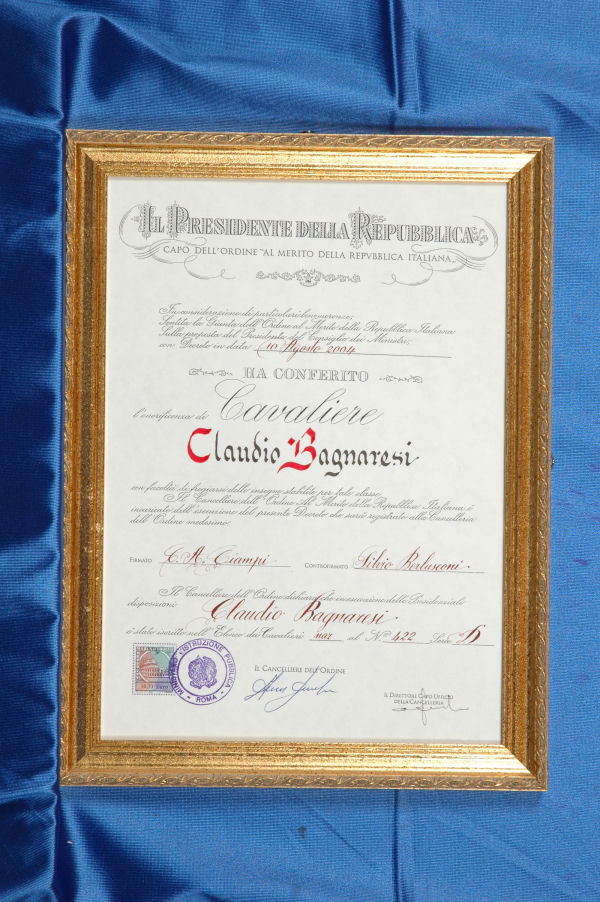 IL PRESIDENTE DELLA REPUBBLICA
CAPO DELL'ORDINE "AL MERITO DELLA REPVBBLICA ITALIANA"
In considerazione di particolari benemerenze;
Sentita la Giunta dell'Ordine al Merito della Repubblica Italiana
Sulla proposta del Presidente del Consiglio dei Ministri;
con Decreto in data 10 Agosto 2004
HA CONFERITO
l'onorificenza di Cavaliere
Claudio Bagnaresi
con facoltà di fregiarsi delle insegne stabilite per tale classe.
Il Cancelliere dell'Ordine Al Merito della Repubblica Italiana è
incaricato dell'esecuzione del presente Decreto che sarà registrato alla Cancelleria
dell'Ordine medesimo.
FIRMATO C. A. Ciampi CONTROFIRMATO Silvio Berlusconi
Il Cancelliere dell'Ordine dichiara che in esecuzione delle Presidenziali
disposizioni Claudio Bagnaresi
è stato iscritto nell'Elenco dei Cavalieri naz al N° 422 Serie D
ISTRUZIONE PUBBLICA
ROMA
IL CANCELLIERE DELL'ORDINE
IL DIRETTORE CAPO UFFICIO
DELLA CANCELLERIA